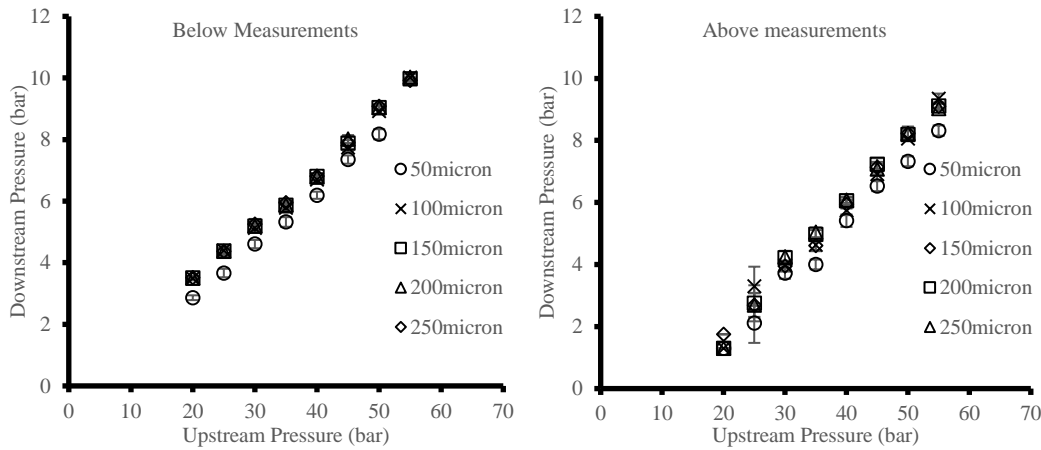 Below Measurements
Downstream Pressure (bar)
12
10
8
6
4
2
0
0 10 20 30 40 50 60 70
Upstream Pressure (bar)
50micron
100micron
150micron
200micron
250micron
Above measurements
Downstream Pressure (bar)
12
10
8
6
4
2
0
0 10 20 30 40 50 60 70
Upstream Pressure (bar)
50micron
100micron
150micron
200micron
250micron